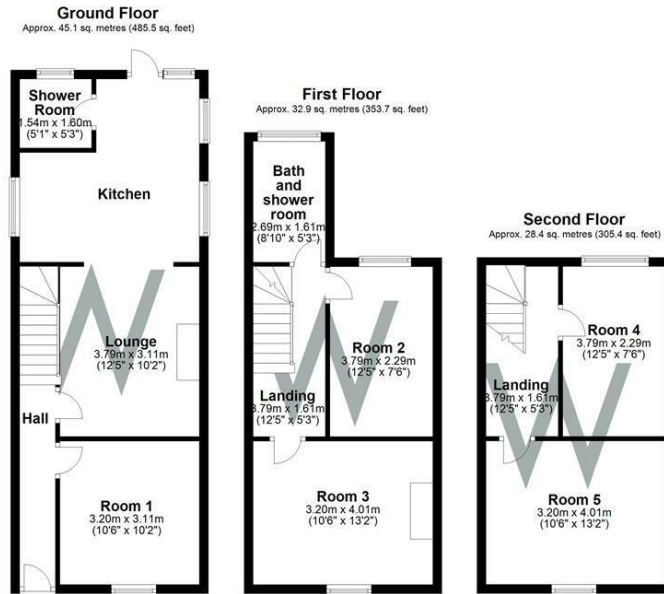 Ground Floor
Approx. 45.1 sq. metres (485.5 sq. feet)
Shower
Room
1.54m x 1.60m
(5'1" x 5'3")
Kitchen
Lounge
3.79m x 3.11m
(12'5" x 10'2")
Hall
Room 1
3.20m x 3.11m
(10'6" x 10'2")
First Floor
Approx. 32.9 sq. metres (353.7 sq. feet)
Bath
and
shower
room
2.69m x 1.61m
(8'10" x 5'3")
Room 2
3.79m x 2.29m
(12'5" x 7'6")
Landing
3.79m x 1.61m
(12'5" x 5'3")
Room 3
3.20m x 4.01m
(10'6" x 13'2")
Second Floor
Approx. 28.4 sq. metres (305.4 sq. feet)
Room 4
3.79m x 2.29m
(12'5" x 7'6")
Landing
3.79m x 1.61m
(12'5" x 5'3")
Room 5
3.20m x 4.01m
(10'6" x 13'2")